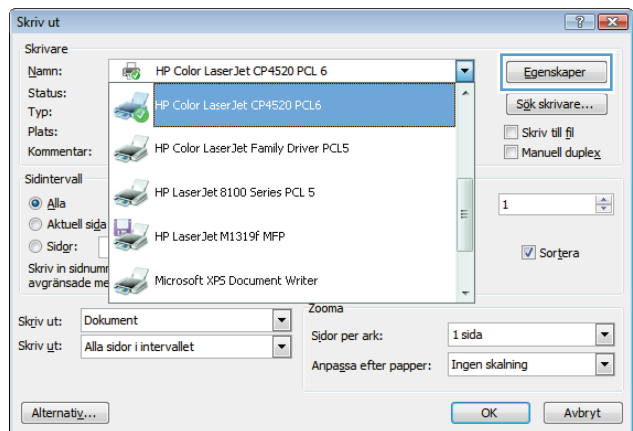 Skriv ut
Skrivare
Namn: HP Color LaserJet CP4520 PCL 6 Egenskaper
Status: HP Color LaserJet CP4520 PCL6 Sök skrivare...
Typ:
Plats: Skriv till fil
Kommentar: HP Color LaserJet Family Driver PCL5 Manuell duplex
Sidintervall
HP LaserJet 8100 Series PCL 5
Alla 1
Aktuell sida
HP LaserJet M1319f MFP
Sidor: Sortera
Skriv in sidnumr
avgränsade me Microsoft XPS Document Writer
Zooma
Skriv ut: Dokument Sidor per ark: 1 sida
Skriv ut: Alla sidor i intervallet Anpassa efter papper: Ingen skalning
Alternativ... OK Avbryt